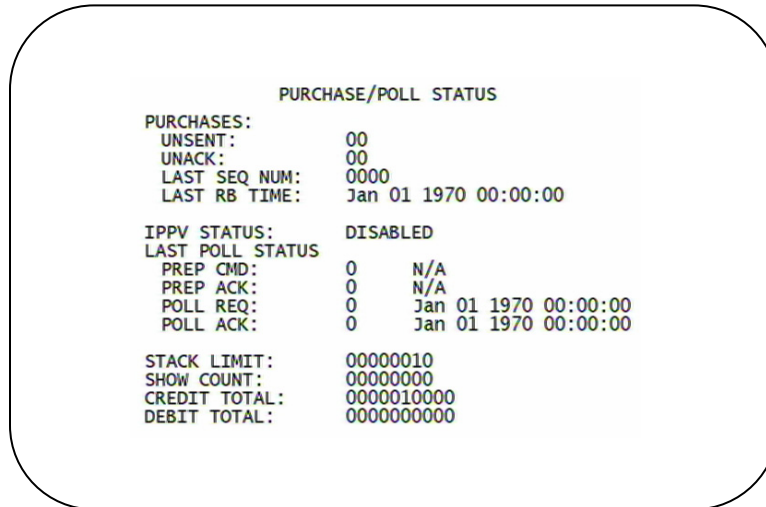 PURCHASE/POLL STATUS
PURCHASES:
UNSENT: 00
UNACK: 00
LAST SEQ NUM: 0000
LAST RB TIME: Jan 01 1970 00:00:00
IPPV STATUS: DISABLED
LAST POLL STATUS
PREP CMD: 0 N/A
PREP ACK: 0 N/A
POLL REQ: 0 Jan 01 1970 00:00:00
POLL ACK: 0 Jan 01 1970 00:00:00
STACK LIMIT: 00000010
SHOW COUNT: 00000000
CREDIT TOTAL: 0000010000
DEBIT TOTAL: 0000000000